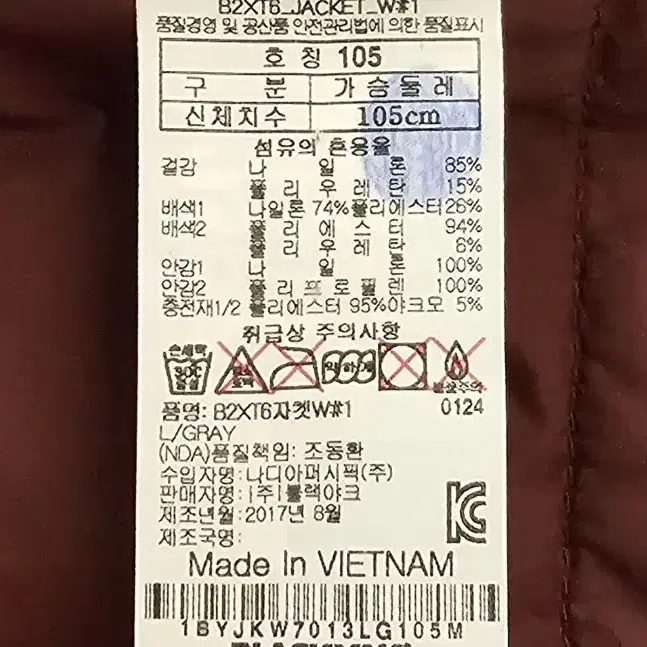 B2XT6_JACKET_W#1
품질경영 및 공산품 안전관리법에 의한 품질표시
호 칭 105
구 분 가슴둘레
신체치수 105cm
섬유의 혼용율
겉감 나 일 론 85%
폴 리 우 레 탄 15%
배색1 나일론 74% 폴리에스터 26%
배색2 폴 리 에 스 터 94%
폴 리 우 레 탄 6%
안감1 나 일 론 100%
안감2 폴 리 프 로 필 렌 100%
충전재1/2 폴리에스터 95% 야크모 5%
취급상 주의사항
손세탁
30℃
중성
약하게
품명: B2XT6자켓W#1 0124
L/GRAY
(NDA)품질책임: 조동환
수입자명: 나디아퍼시픽(주)
판매자명: (주)블랙야크
제조년월: 2017년 8월
제조국명:
Made In VIETNAM
1BYJKW7013LG105M